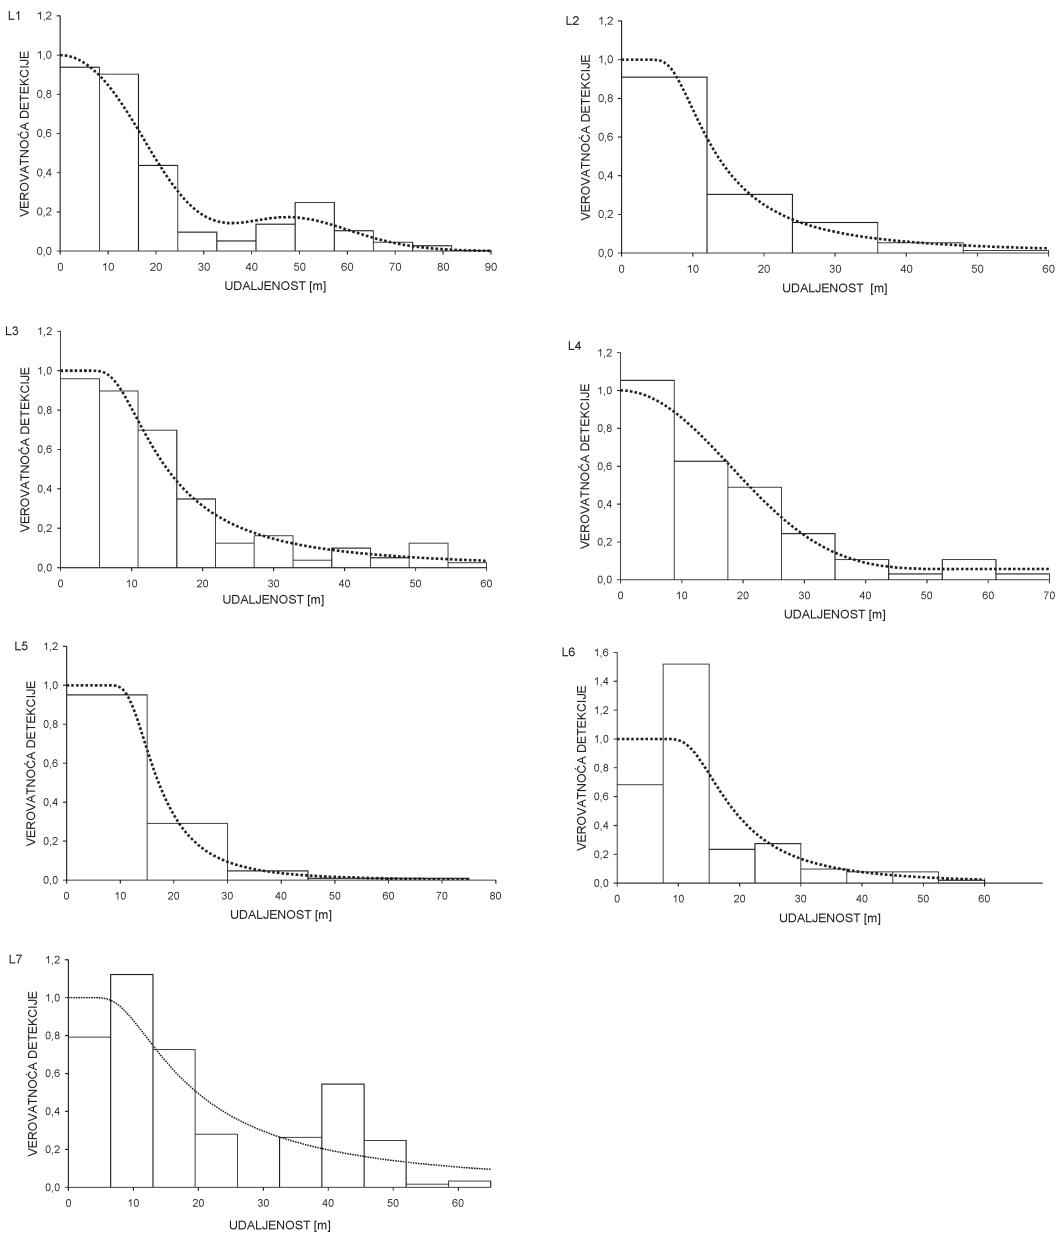 L1
1,2
1,0
0,8
0,6
0,4
0,2
0,0
VEROVATNOĆA DETEKCIJE
0 10 20 30 40 50 60 70 80 90
UDALJENOST [m]
L2
1,2
1,0
0,8
0,6
0,4
0,2
0,0
VEROVATNOĆA DETEKCIJE
0 10 20 30 40 50 60
UDALJENOST [m]
L3
1,2
1,0
0,8
0,6
0,4
0,2
0,0
VEROVATNOĆA DETEKCIJE
0 10 20 30 40 50 60
UDALJENOST [m]
L4
1,2
1,0
0,8
0,6
0,4
0,2
0,0
VEROVATNOĆA DETEKCIJE
0 10 20 30 40 50 60 70
UDALJENOST [m]
L5
1,2
1,0
0,8
0,6
0,4
0,2
0,0
VEROVATNOĆA DETEKCIJE
0 10 20 30 40 50 60 70 80
UDALJENOST [m]
L6
1,6
1,4
1,2
1,0
0,8
0,6
0,4
0,2
0,0
VEROVATNOĆA DETEKCIJE
0 10 20 30 40 50 60
UDALJENOST [m]
L7
1,2
1,0
0,8
0,6
0,4
0,2
0,0
VEROVATNOĆA DETEKCIJE
0 10 20 30 40 50 60
UDALJENOST [m]